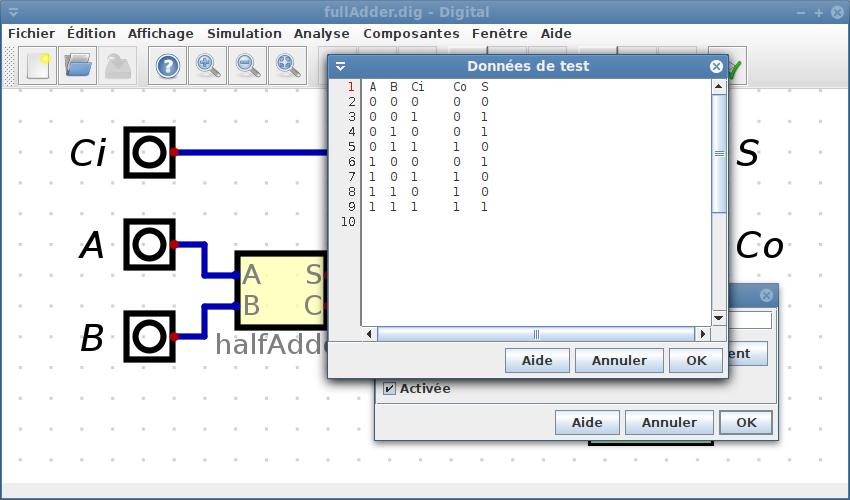 fullAdder.dig - Digital
Fichier Édition Affichage Simulation Analyse Composantes Fenêtre Aide
Données de test
1 A B Ci Co S
2 0 0 0 0 0
3 0 0 1 0 1
4 0 1 0 0 1
5 0 1 1 1 0
6 1 0 0 0 1
7 1 0 1 1 0
8 1 1 0 1 0
9 1 1 1 1 1
10
Aide Annuler OK
Ci
A
B
A S
B C
halfAdd
S
Co
ent
Activée
Aide Annuler OK